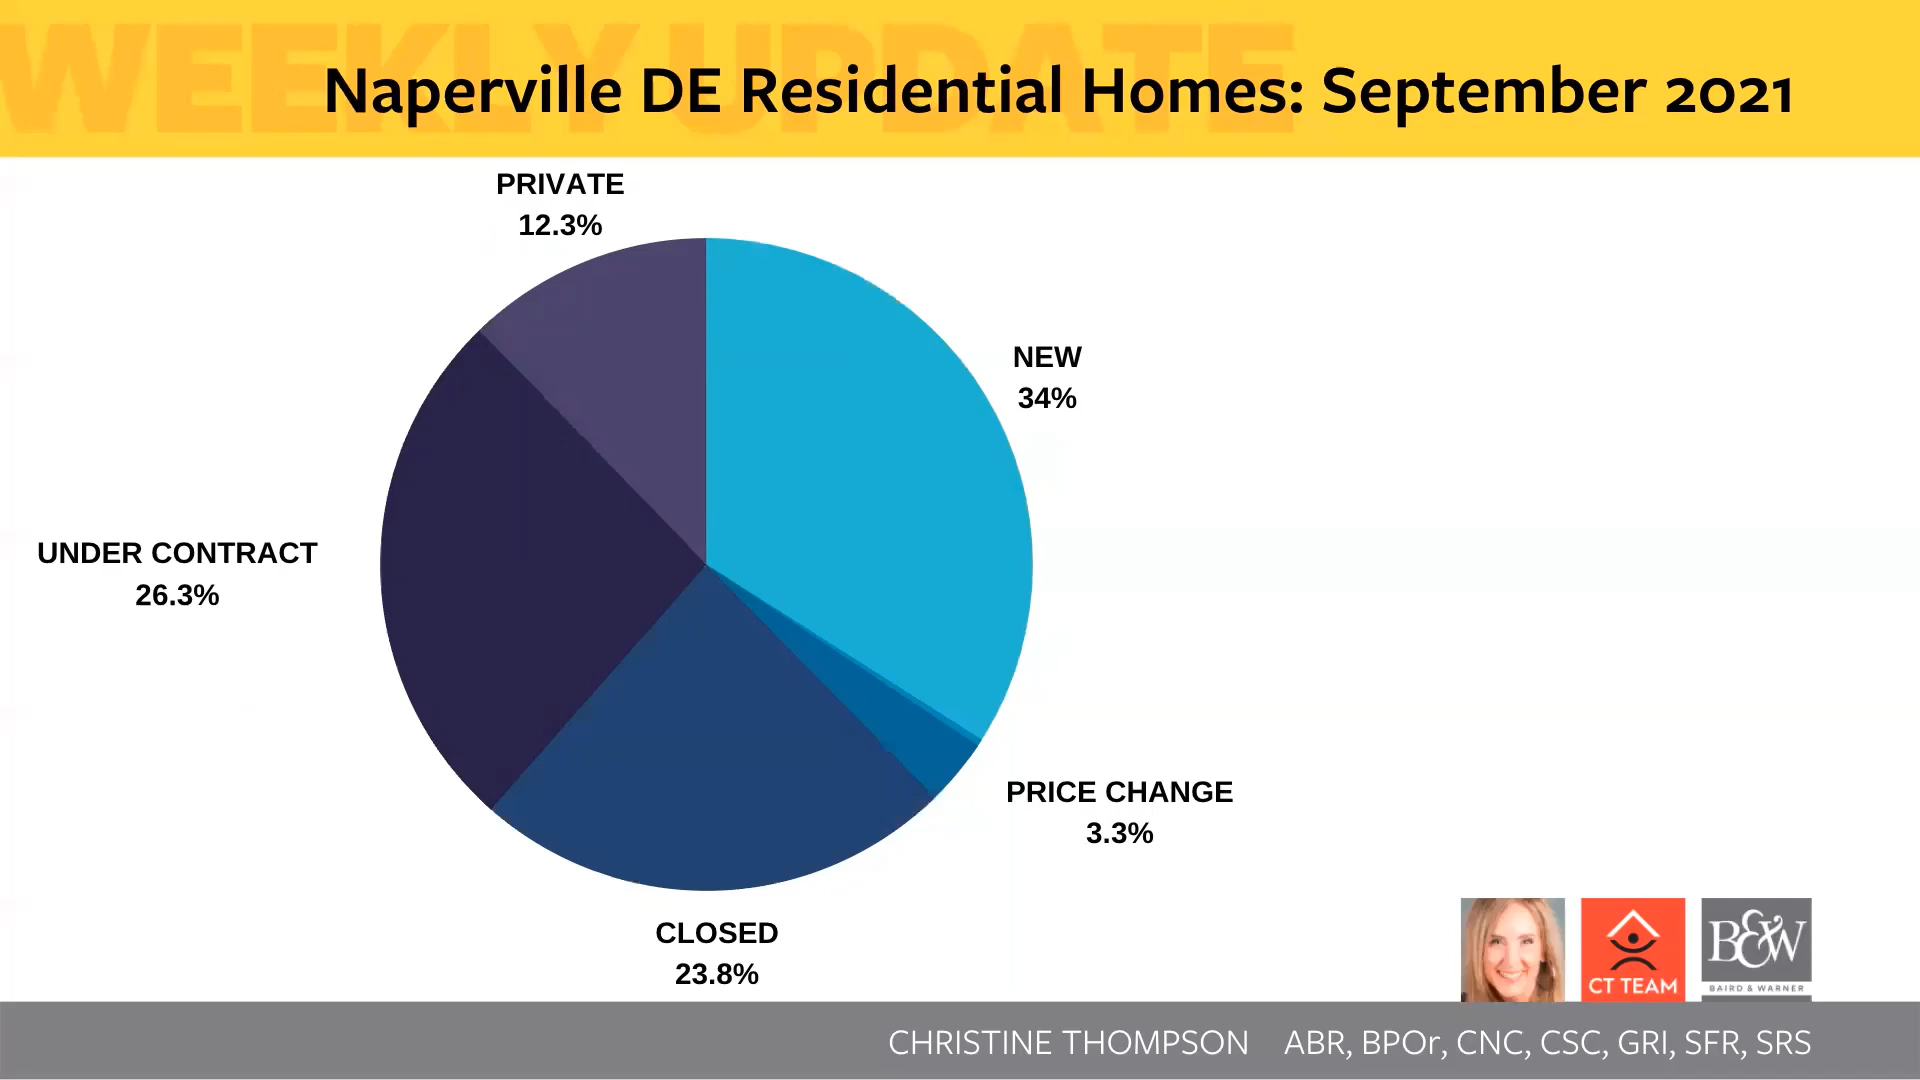 WEEKLY UPDATE
Naperville DE Residential Homes: September 2021
PRIVATE
12.3%
NEW
34%
UNDER CONTRACT
26.3%
PRICE CHANGE
3.3%
CLOSED
23.8%
CT TEAM
B&W
BAIRD & WARNER
CHRISTINE THOMPSON ABR, BPOr, CNC, CSC, GRI, SFR, SRS